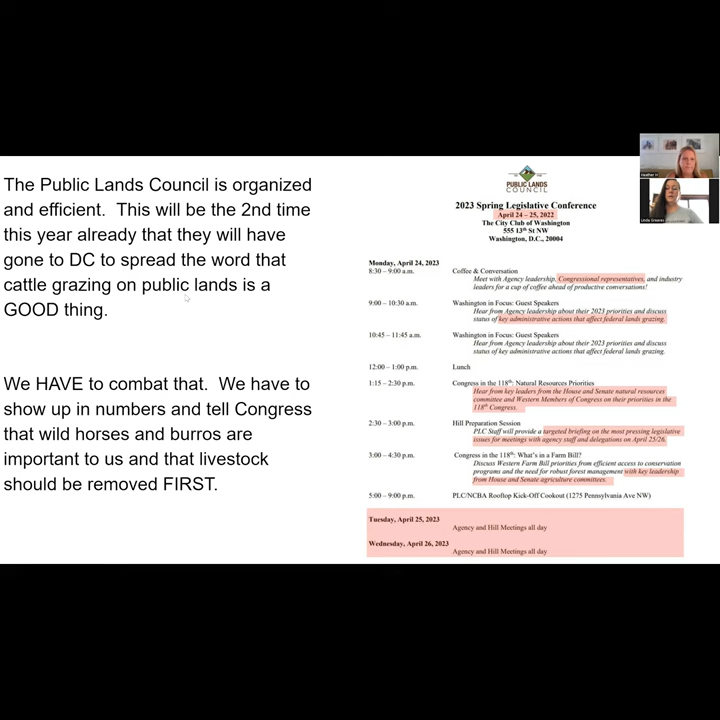 The Public Lands Council is organized
and efficient.  This will be the 2nd time
this year already that they will have
gone to DC to spread the word that
cattle grazing on public lands is a
GOOD thing.
We HAVE to combat that.  We have to
show up in numbers and tell Congress
that wild horses and burros are
important to us and that livestock
should be removed FIRST.
PUBLIC LANDS
COUNCIL
2023 Spring Legislative Conference
April 24 – 25, 2022
The City Club of Washington
555 13th St NW
Washington, D.C., 20004
Monday, April 24, 2023
8:30 – 9:00 a.m. Coffee & Conversation
Meet with Agency leadership, Congressional representatives, and industry
leaders for a cup of coffee ahead of productive conversations!
9:00 – 10:30 a.m. Washington in Focus: Guest Speakers
Hear from Agency leadership about their 2023 priorities and discuss
status of key administrative actions that affect federal lands grazing.
10:45 – 11:45 a.m. Washington in Focus: Guest Speakers
Hear from Agency leadership about their 2023 priorities and discuss
status of key administrative actions that affect federal lands grazing.
12:00 – 1:00 p.m. Lunch
1:15 – 2:30 p.m. Congress in the 118th: Natural Resources Priorities
Hear from key leaders from the House and Senate natural resources
committee and Western Members of Congress on their priorities in the
118th Congress.
2:30 – 3:00 p.m. Hill Preparation Session
PLC Staff will provide a targeted briefing on the most pressing legislative
issues for meetings with agency staff and delegations on April 25/26.
3:00 – 4:30 p.m. Congress in the 118th: What's in a Farm Bill?
Discuss Western Farm Bill priorities from efficient access to conservation
programs and the need for robust forest management with key leadership
from House and Senate agriculture committees.
5:00 – 9:00 p.m. PLC/NCBA Rooftop Kick-Off Cookout (1275 Pennsylvania Ave NW)
Tuesday, April 25, 2023
Agency and Hill Meetings all day
Wednesday, April 26, 2023
Agency and Hill Meetings all day
Heather H